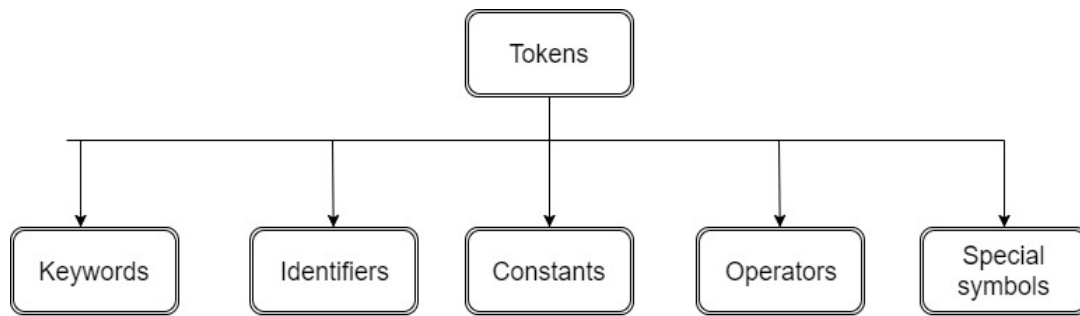 Tokens
Keywords
Identifiers
Constants
Operators
Special
symbols